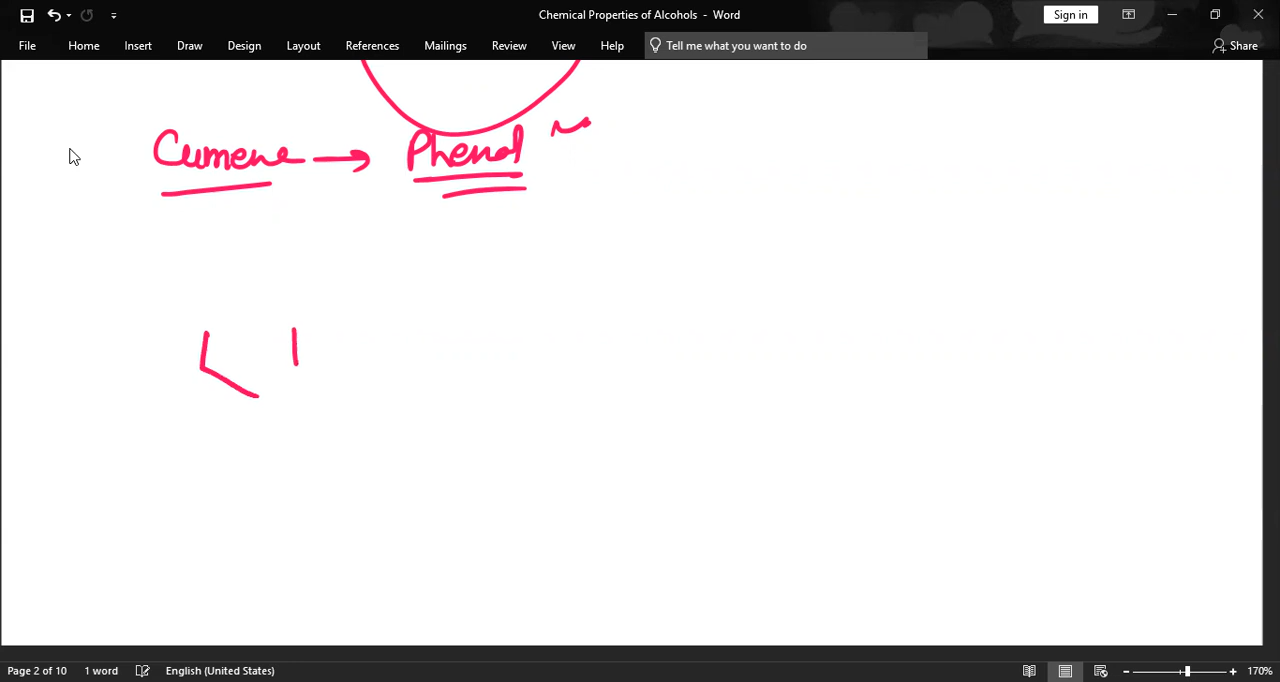 Chemical Properties of Alcohols - Word
Sign in
File Home Insert Draw Design Layout References Mailings Review View Help Tell me what you want to do Share
Cumene → Phenol
Page 2 of 10 1 word English (United States) 170%